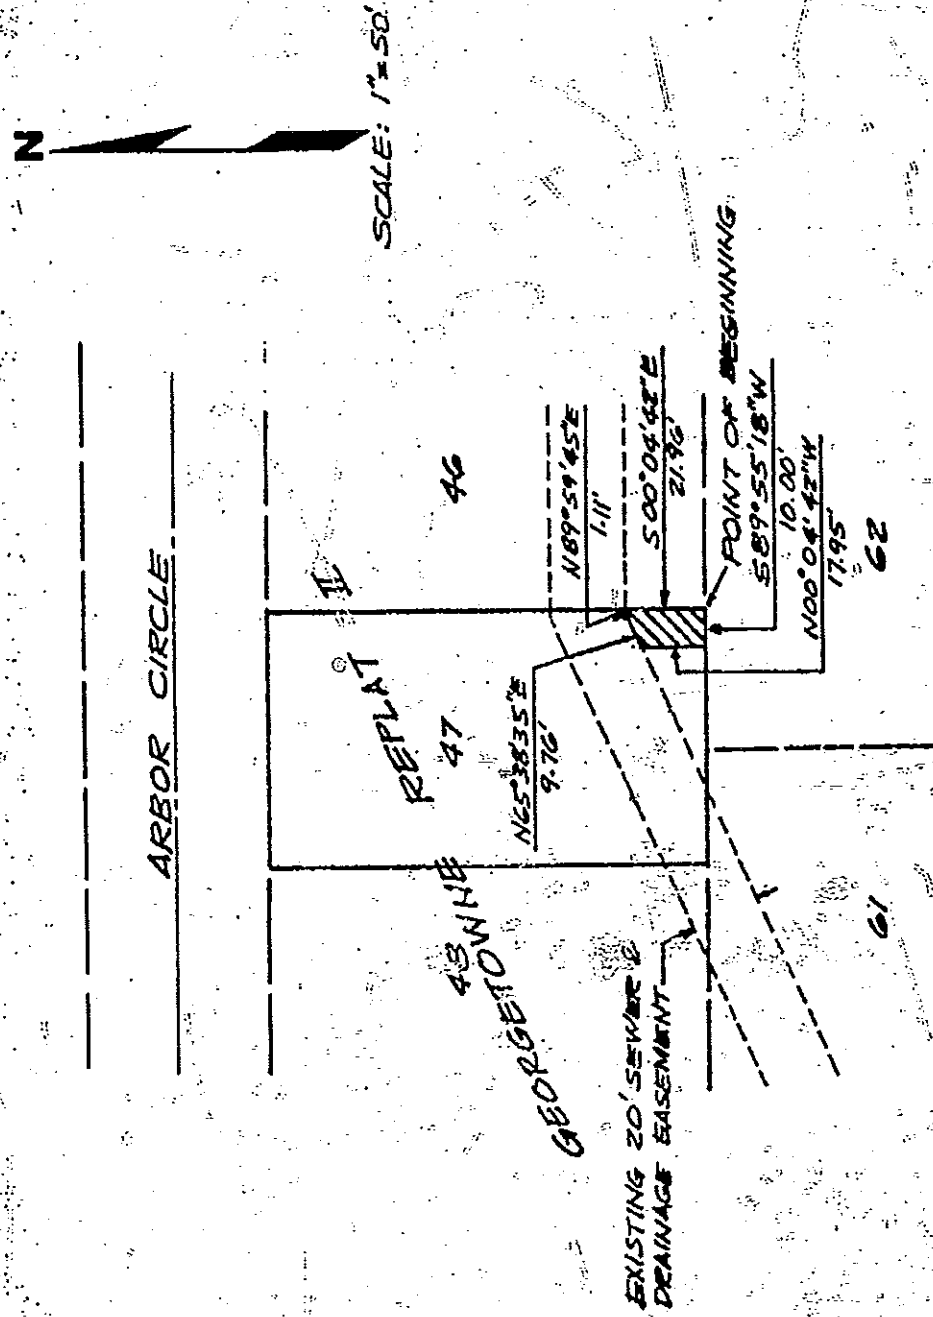 N
SCALE: 1"=50'
ARBOR CIRCLE
46
REPLAT II
47
48
GEORGETOWNE
N89°59'45"E
1.11'
S00°04'42"E
21.96'
N65°38'35"E
9.76'
POINT OF BEGINNING
S89°55'18"W
10.00'
N00°04'42"W
17.95'
62
61
EXISTING 20' SEWER &
DRAINAGE EASEMENT